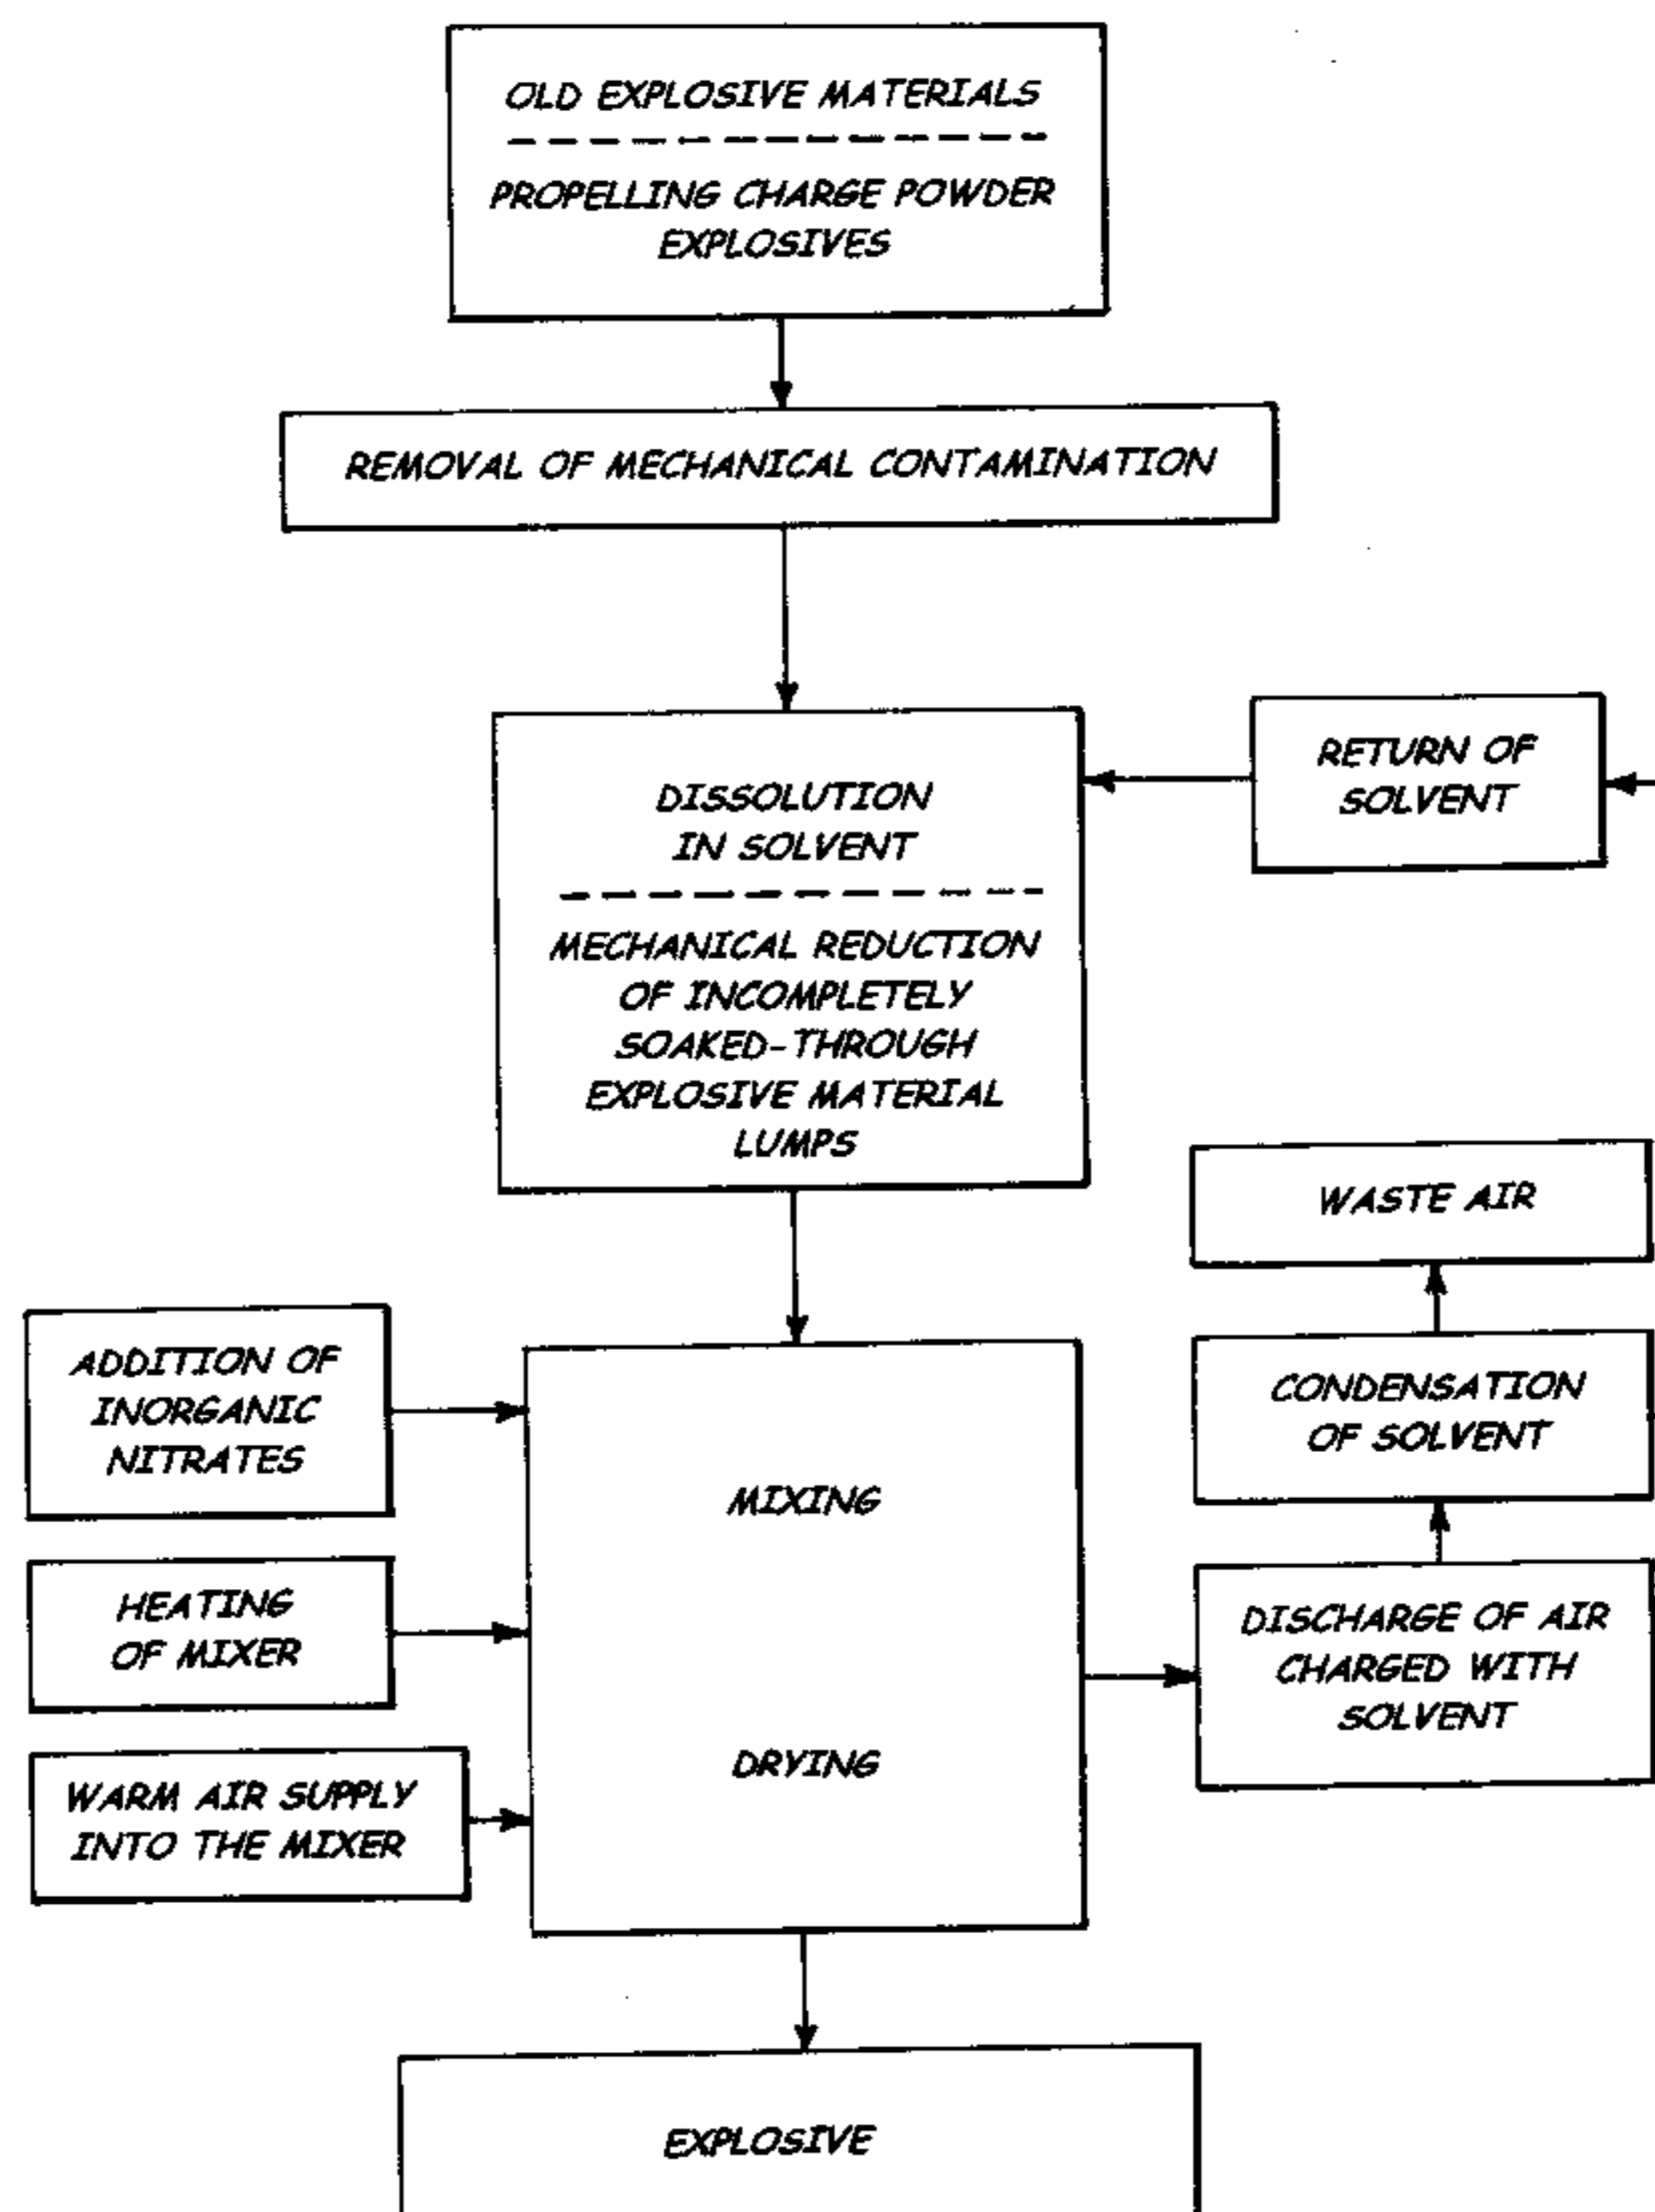 OLD EXPLOSIVE MATERIALS
PROPELLING CHARGE POWDER
EXPLOSIVES
REMOVAL OF MECHANICAL CONTAMINATION
DISSOLUTION
IN SOLVENT
MECHANICAL REDUCTION
OF INCOMPLETELY
SOAKED-THROUGH
EXPLOSIVE MATERIAL
LUMPS
RETURN OF
SOLVENT
WASTE AIR
CONDENSATION
OF SOLVENT
DISCHARGE OF AIR
CHARGED WITH
SOLVENT
ADDITION OF
INORGANIC
NITRATES
HEATING
OF MIXER
WARM AIR SUPPLY
INTO THE MIXER
MIXING
DRYING
EXPLOSIVE